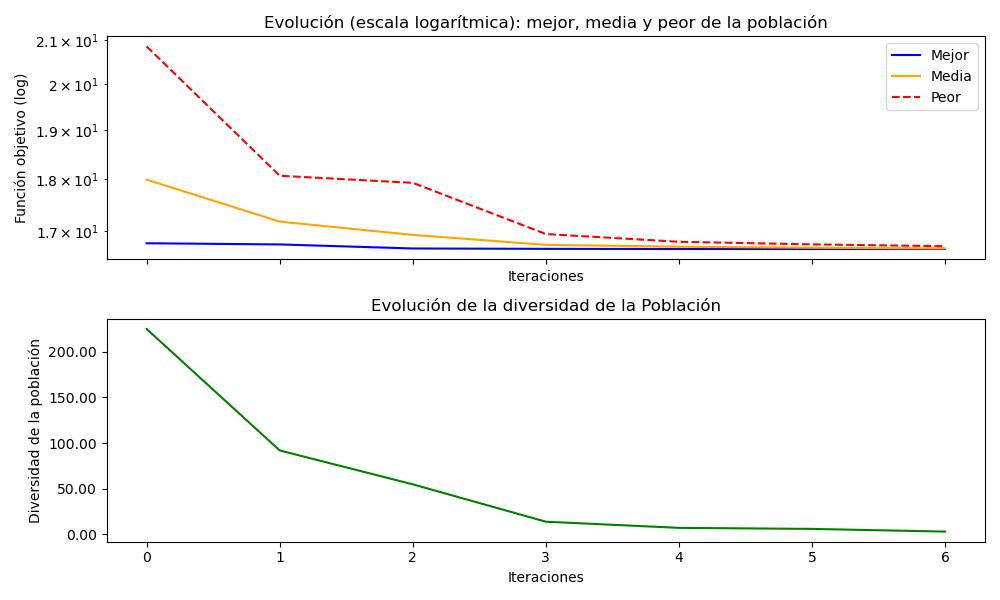 Evolución (escala logarítmica): mejor, media y peor de la población
Función objetivo (log)
2.1 × 10¹
2 × 10¹
1.9 × 10¹
1.8 × 10¹
1.7 × 10¹
Mejor
Media
Peor
Iteraciones
Evolución de la diversidad de la Población
Diversidad de la población
200.00
150.00
100.00
50.00
0.00
0 1 2 3 4 5 6
Iteraciones